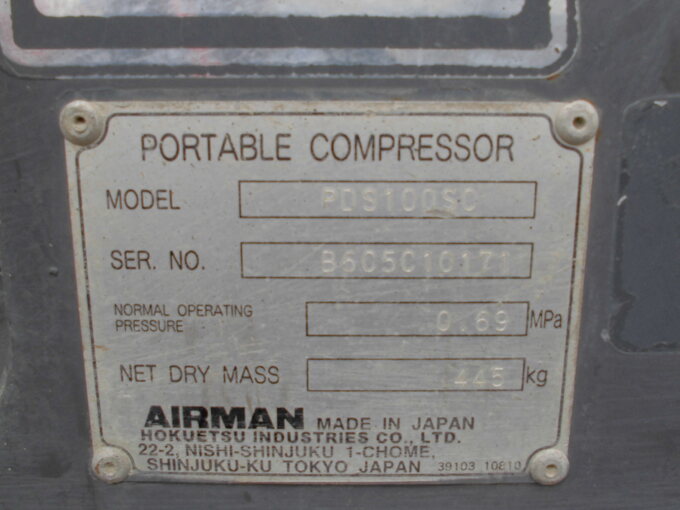 PORTABLE COMPRESSOR
MODEL PDS100SC
SER. NO. B6C5C10171
NORMAL OPERATING
PRESSURE 0.69 MPa
NET DRY MASS 445 kg
AIRMAN MADE IN JAPAN
HOKUETSU INDUSTRIES CO., LTD.
22-2, NISHI-SHINJUKU 1-CHOME,
SHINJUKU-KU TOKYO JAPAN 39103 10810